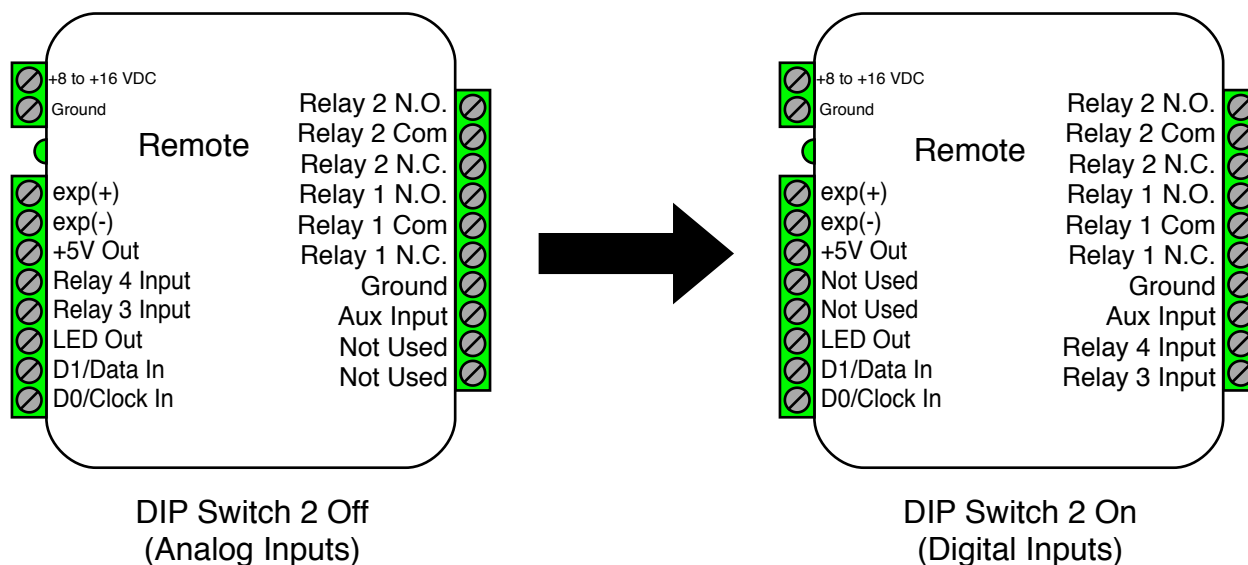 +8 to +16 VDC
Ground
Remote
exp(+)
exp(-)
+5V Out
Relay 4 Input
Relay 3 Input
LED Out
D1/Data In
D0/Clock In
Relay 2 N.O.
Relay 2 Com
Relay 2 N.C.
Relay 1 N.O.
Relay 1 Com
Relay 1 N.C.
Ground
Aux Input
Not Used
Not Used
DIP Switch 2 Off
(Analog Inputs)
+8 to +16 VDC
Ground
Remote
exp(+)
exp(-)
+5V Out
Not Used
Not Used
LED Out
D1/Data In
D0/Clock In
Relay 2 N.O.
Relay 2 Com
Relay 2 N.C.
Relay 1 N.O.
Relay 1 Com
Relay 1 N.C.
Ground
Aux Input
Relay 4 Input
Relay 3 Input
DIP Switch 2 On
(Digital Inputs)